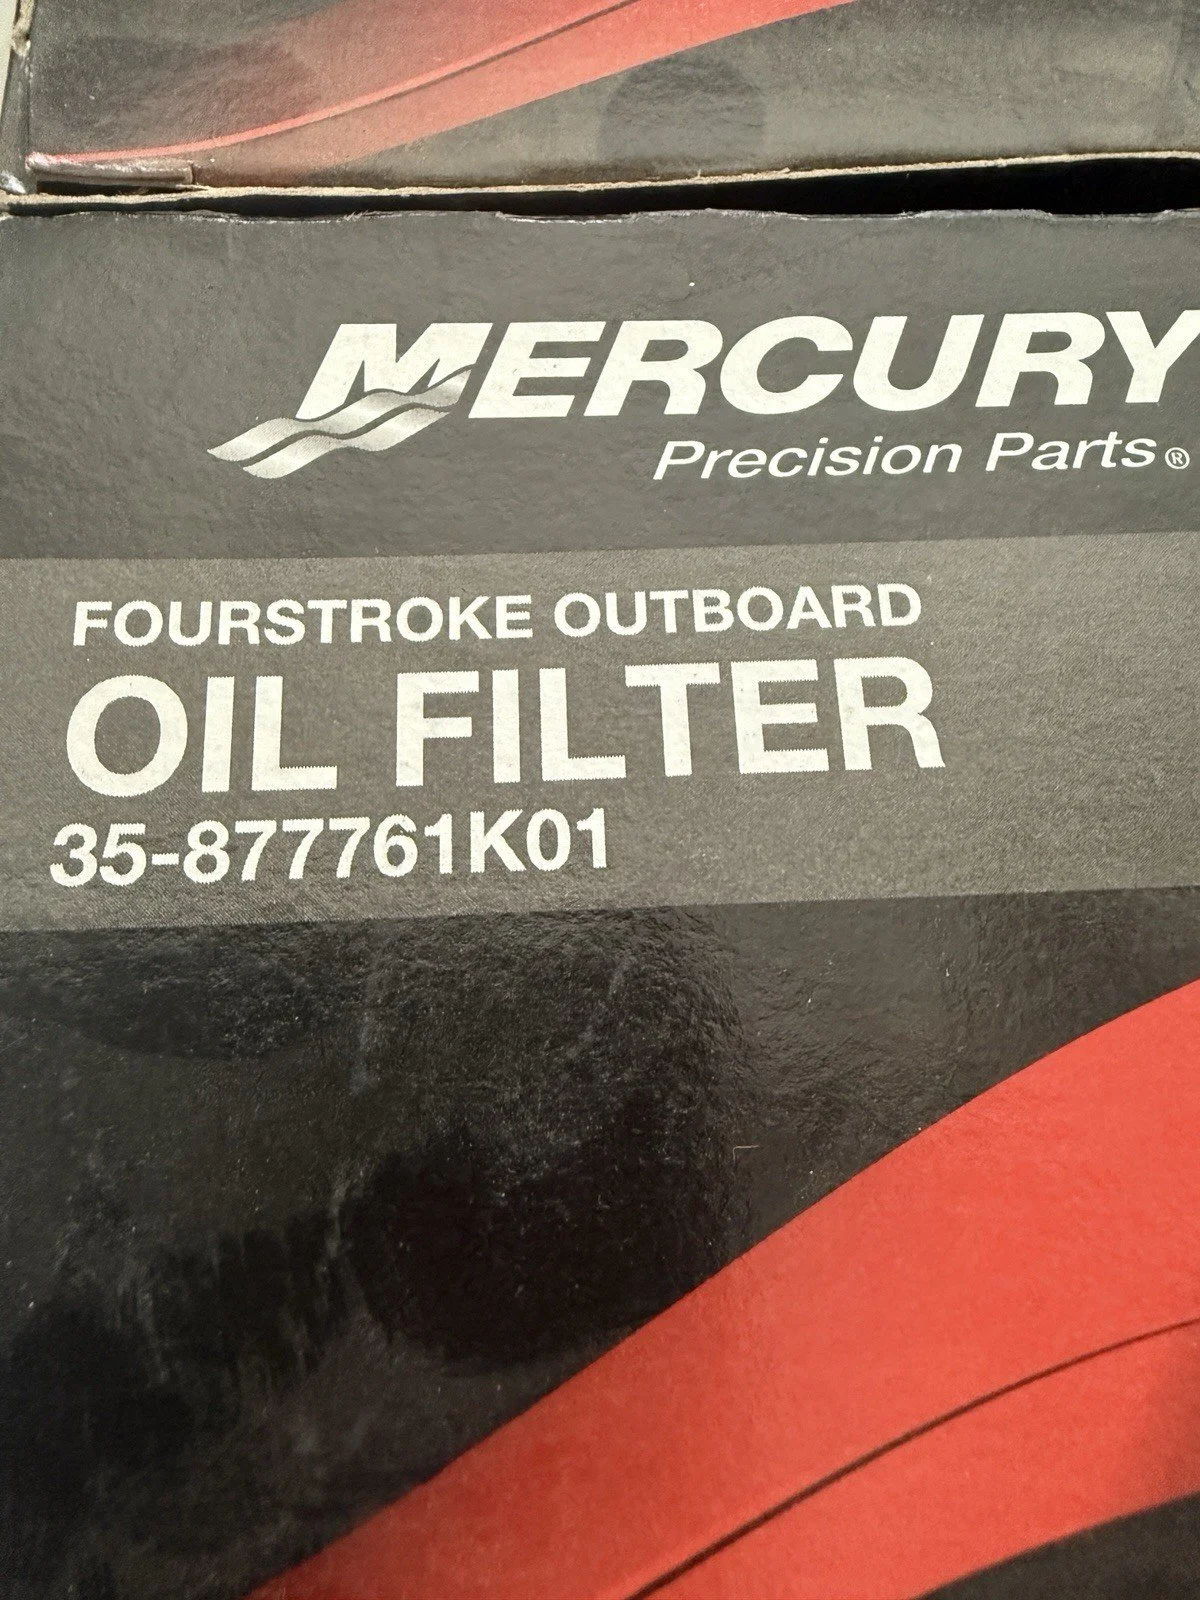 MERCURY
Precision Parts®
FOURSTROKE OUTBOARD
OIL FILTER
35-877761K01